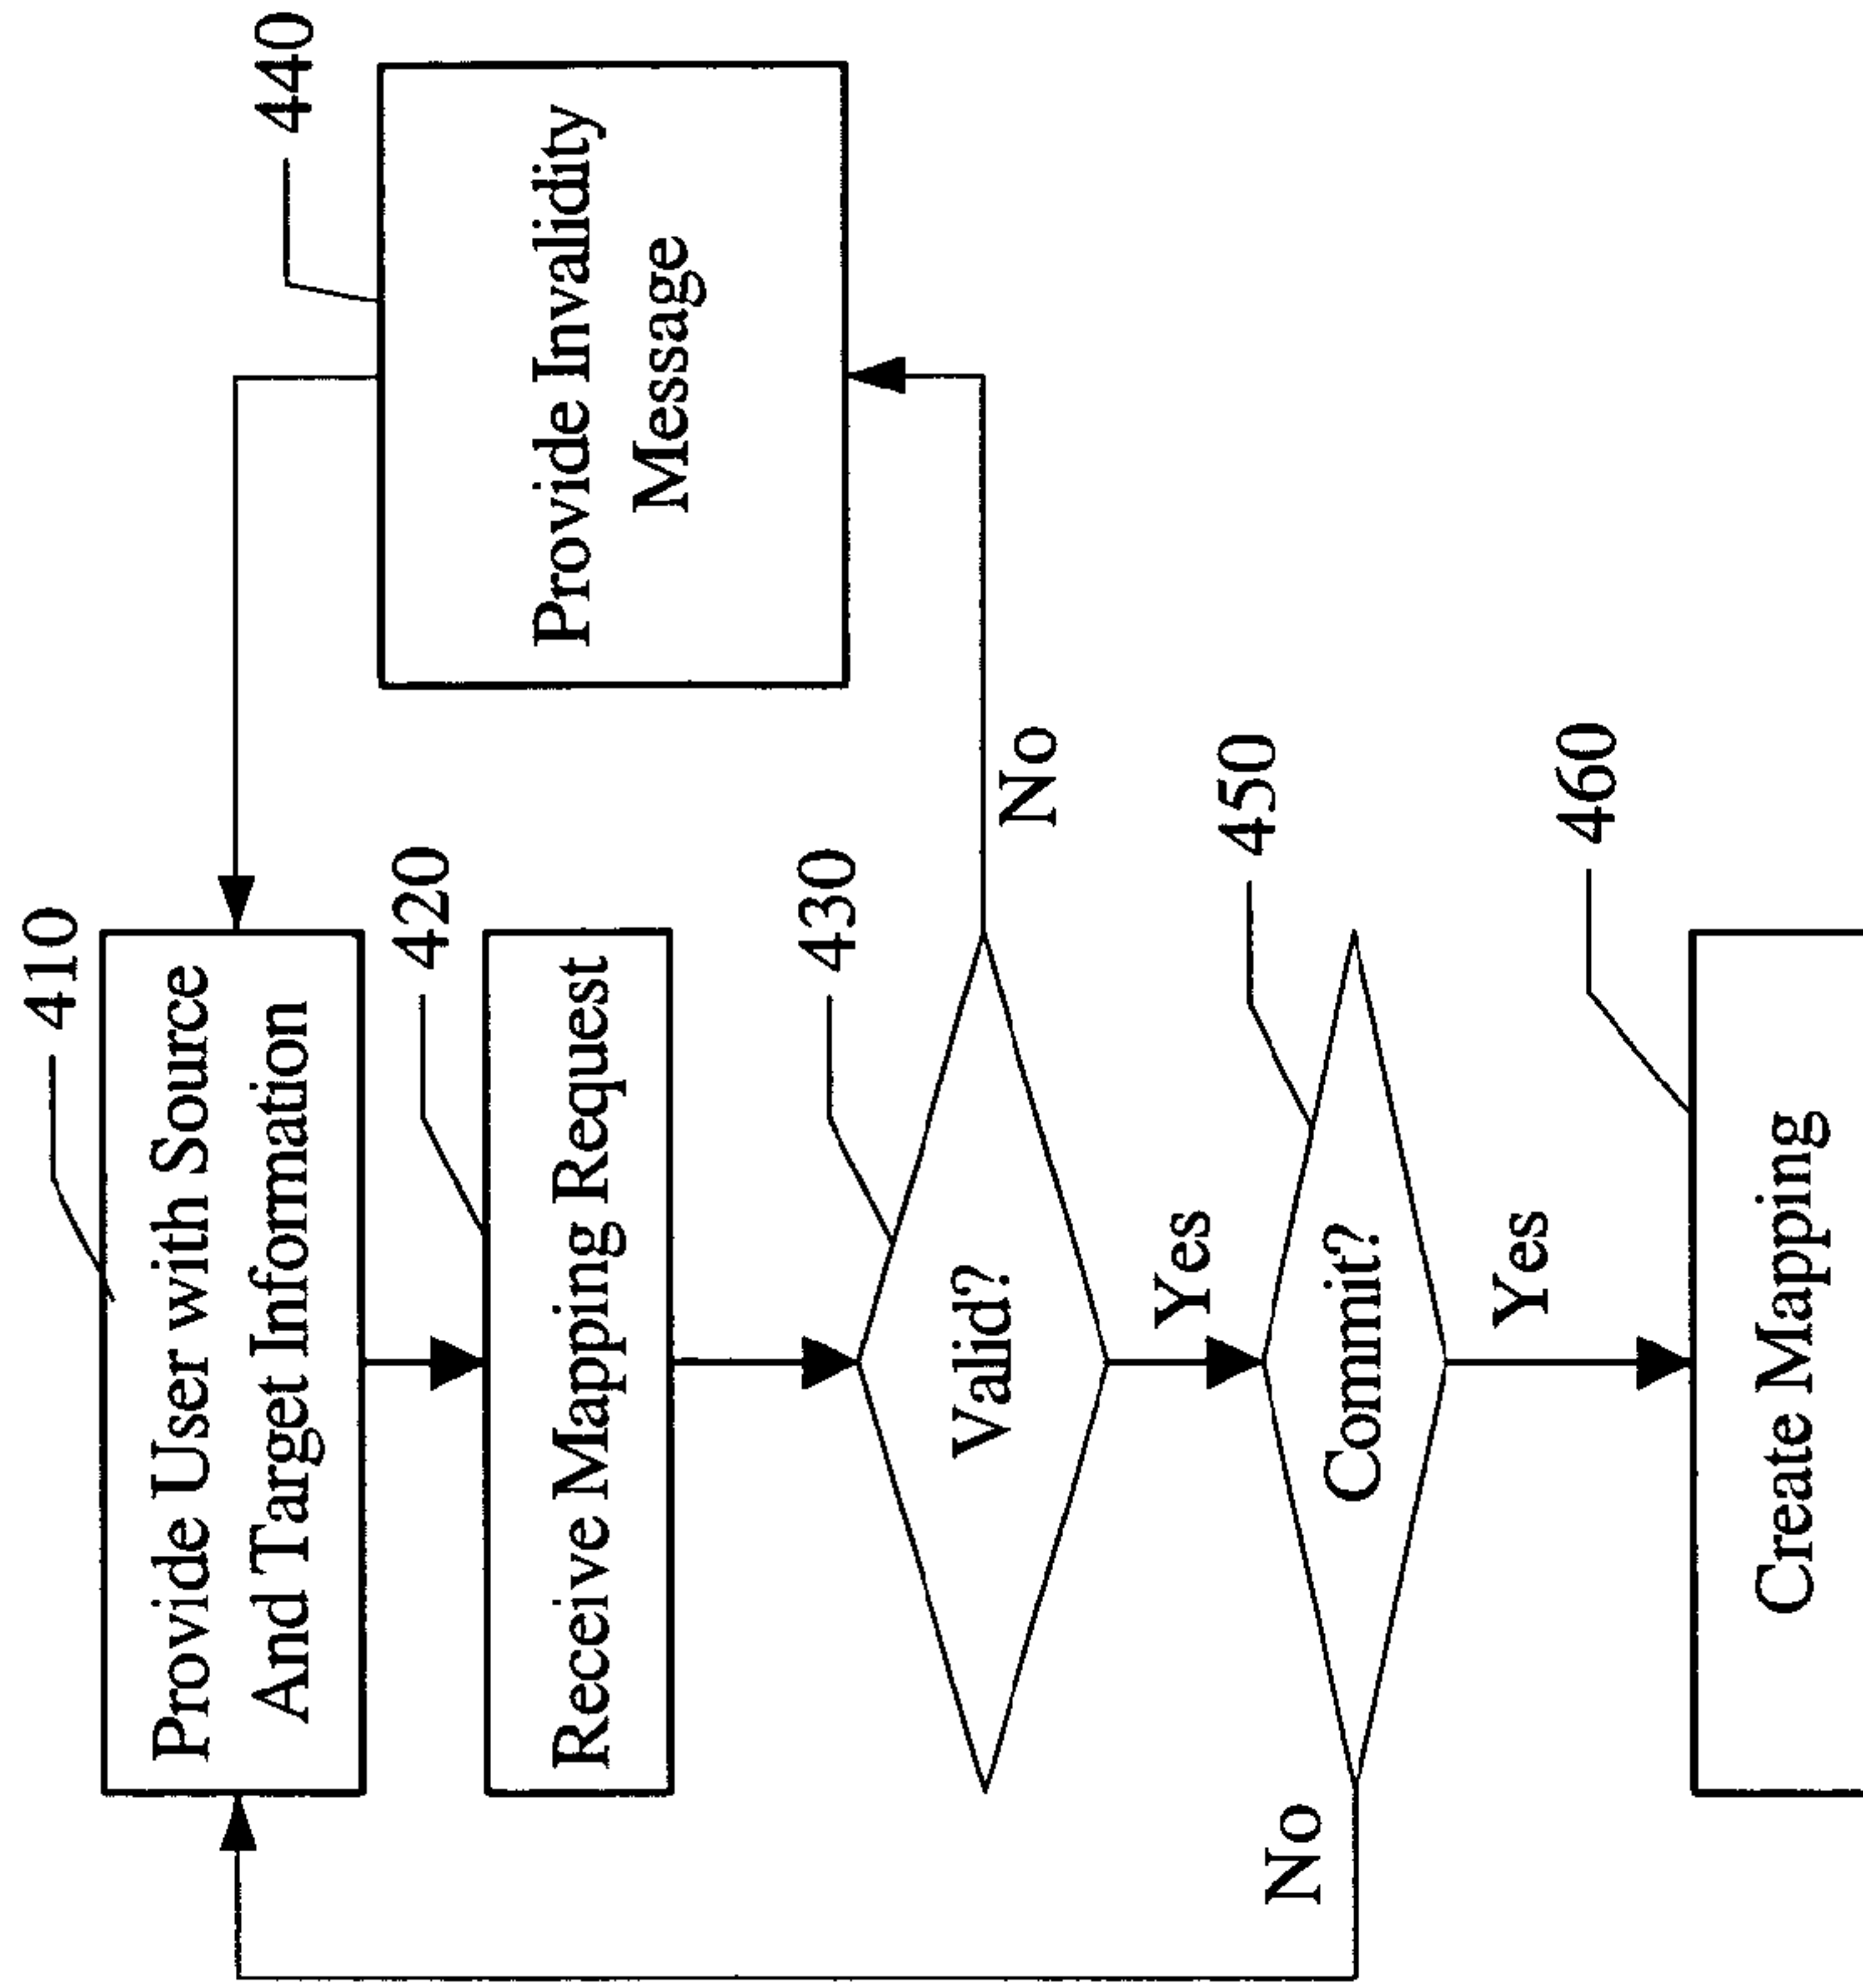 410
Provide User with Source
And Target Information
420
Receive Mapping Request
430
Valid?
No
440
Provide Invalidity
Message
Yes
450
Commit?
No
Yes
460
Create Mapping